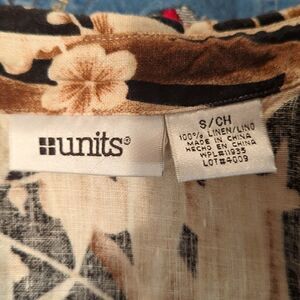 units®
S/CH
100% LINEN/LINO
MADE IN CHINA
HECHO EN CHINA
WPL#11935
LOT#4009